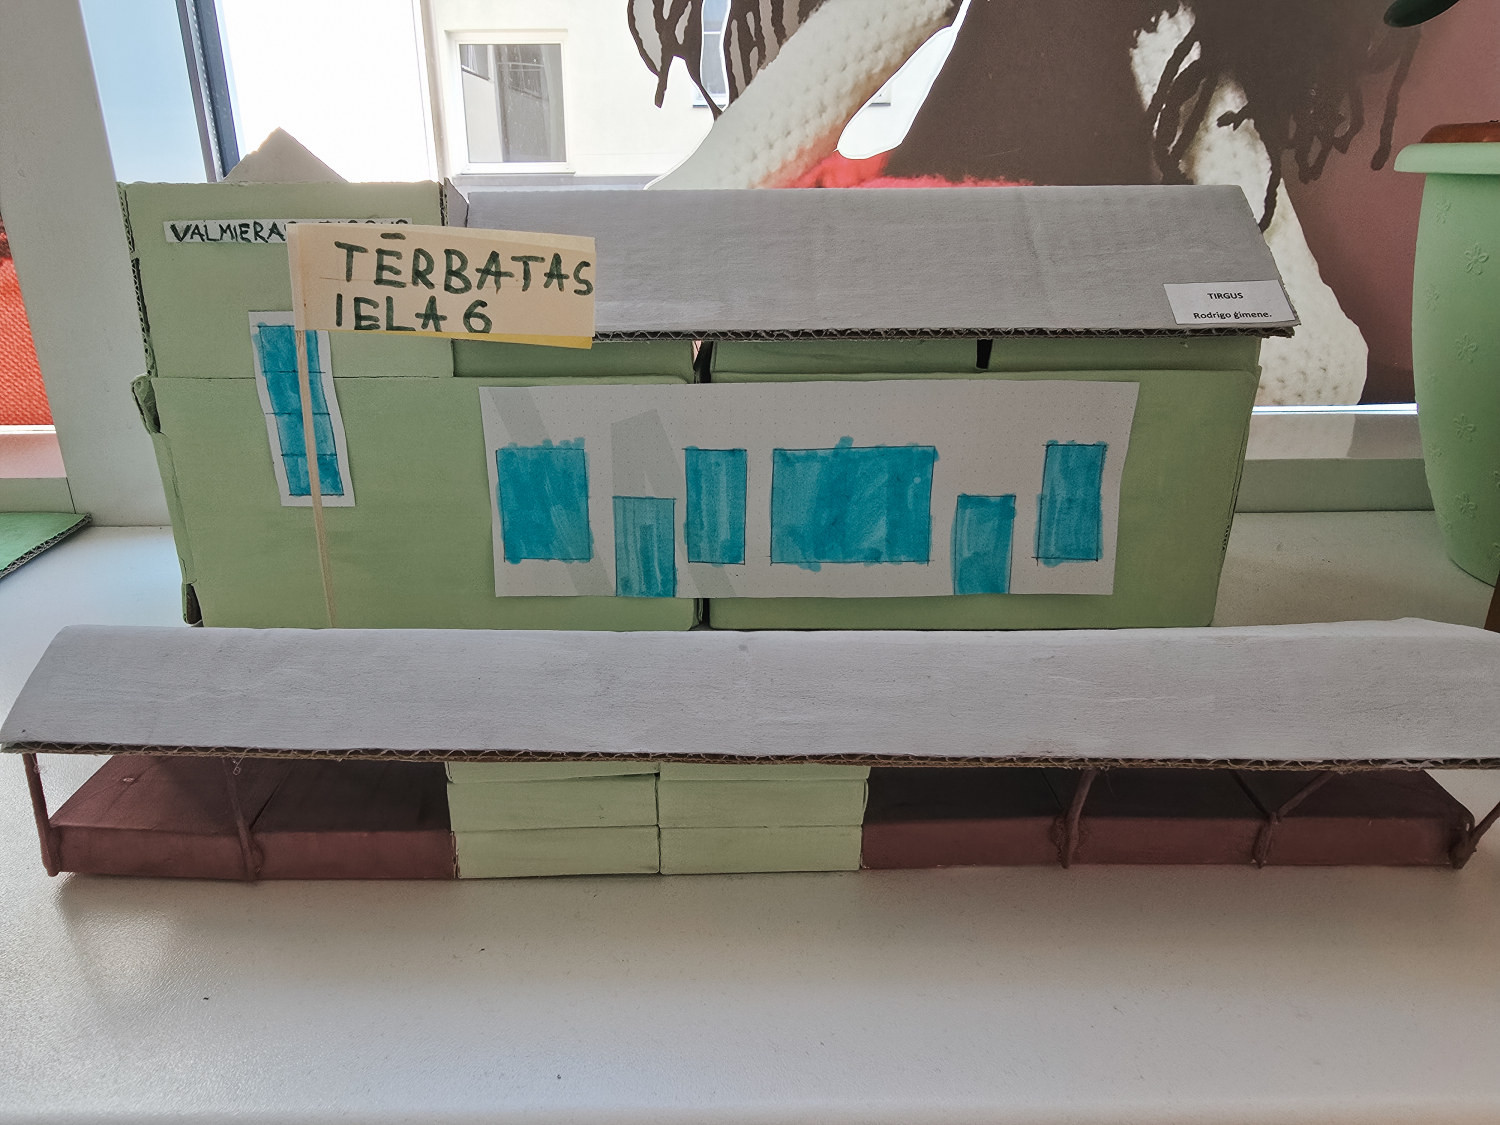 VALMIERAS
TĒRBATAS
IELA 6
TIRGUS
Rodrigo ģimene.